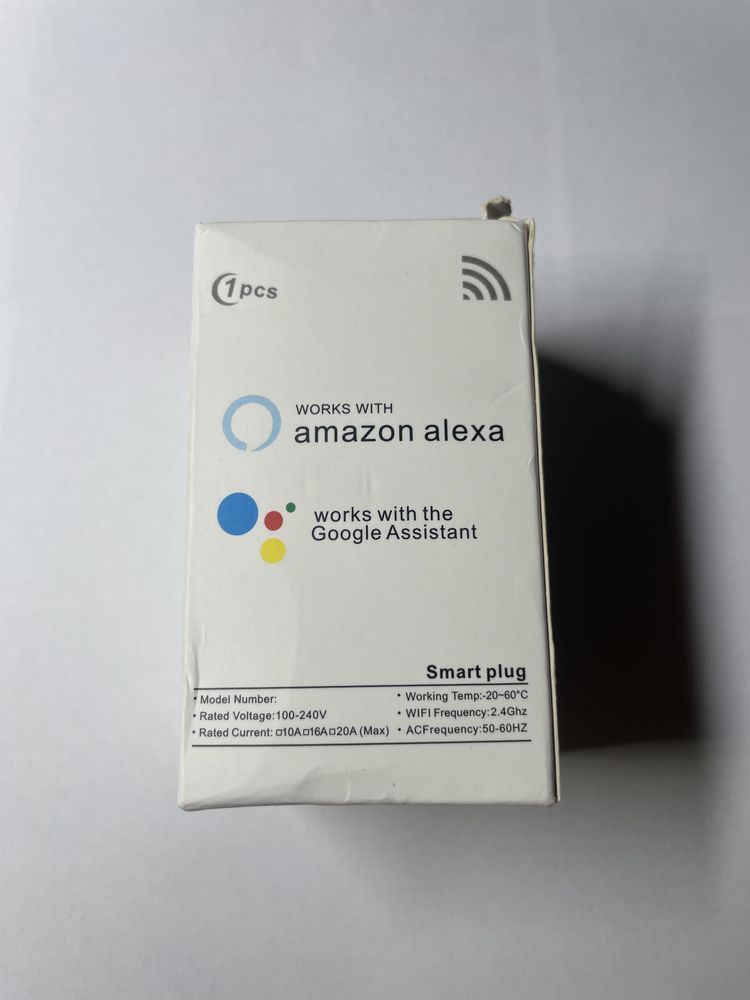 1pcs
WORKS WITH
amazon alexa
works with the
Google Assistant
Smart plug
• Model Number:
• Rated Voltage:100-240V
• Rated Current: □10A□16A□20A (Max)
• Working Temp:-20~60°C
• WIFI Frequency:2.4Ghz
• ACFrequency:50-60HZ